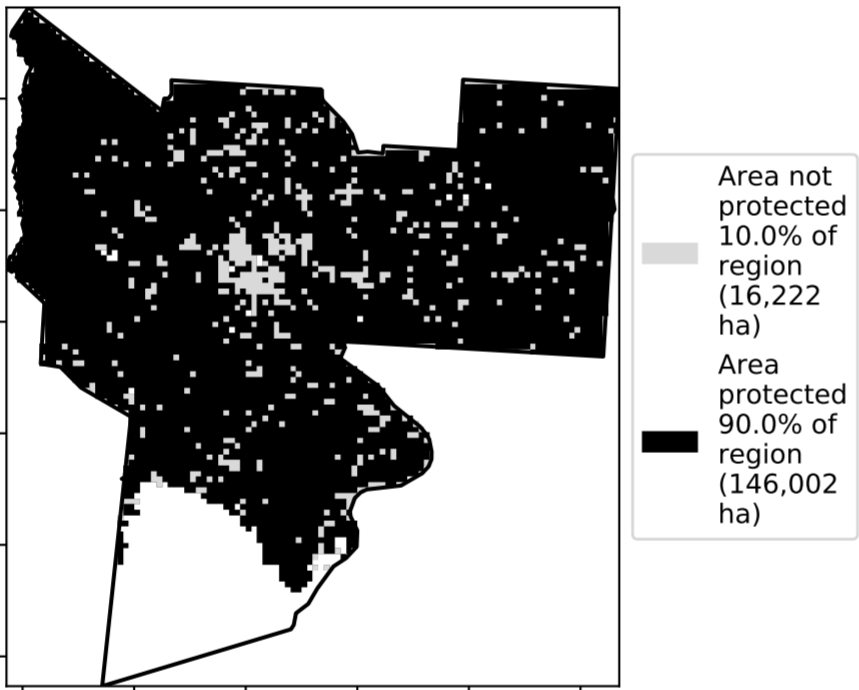 Area not
protected
10.0% of
region
(16,222
ha)
Area
protected
90.0% of
region
(146,002
ha)